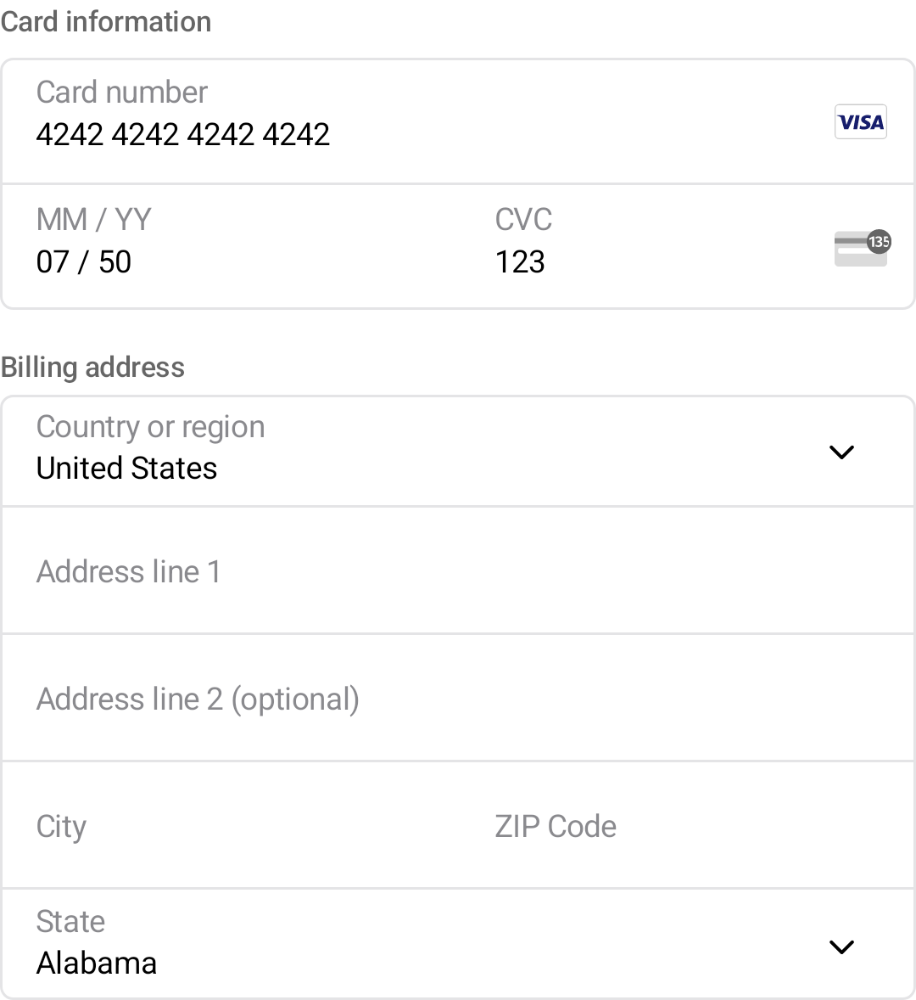 Card information
Card number
4242 4242 4242 4242
VISA
MM / YY
07 / 50
CVC
123
135
Billing address
Country or region
United States
Address line 1
Address line 2 (optional)
City
ZIP Code
State
Alabama